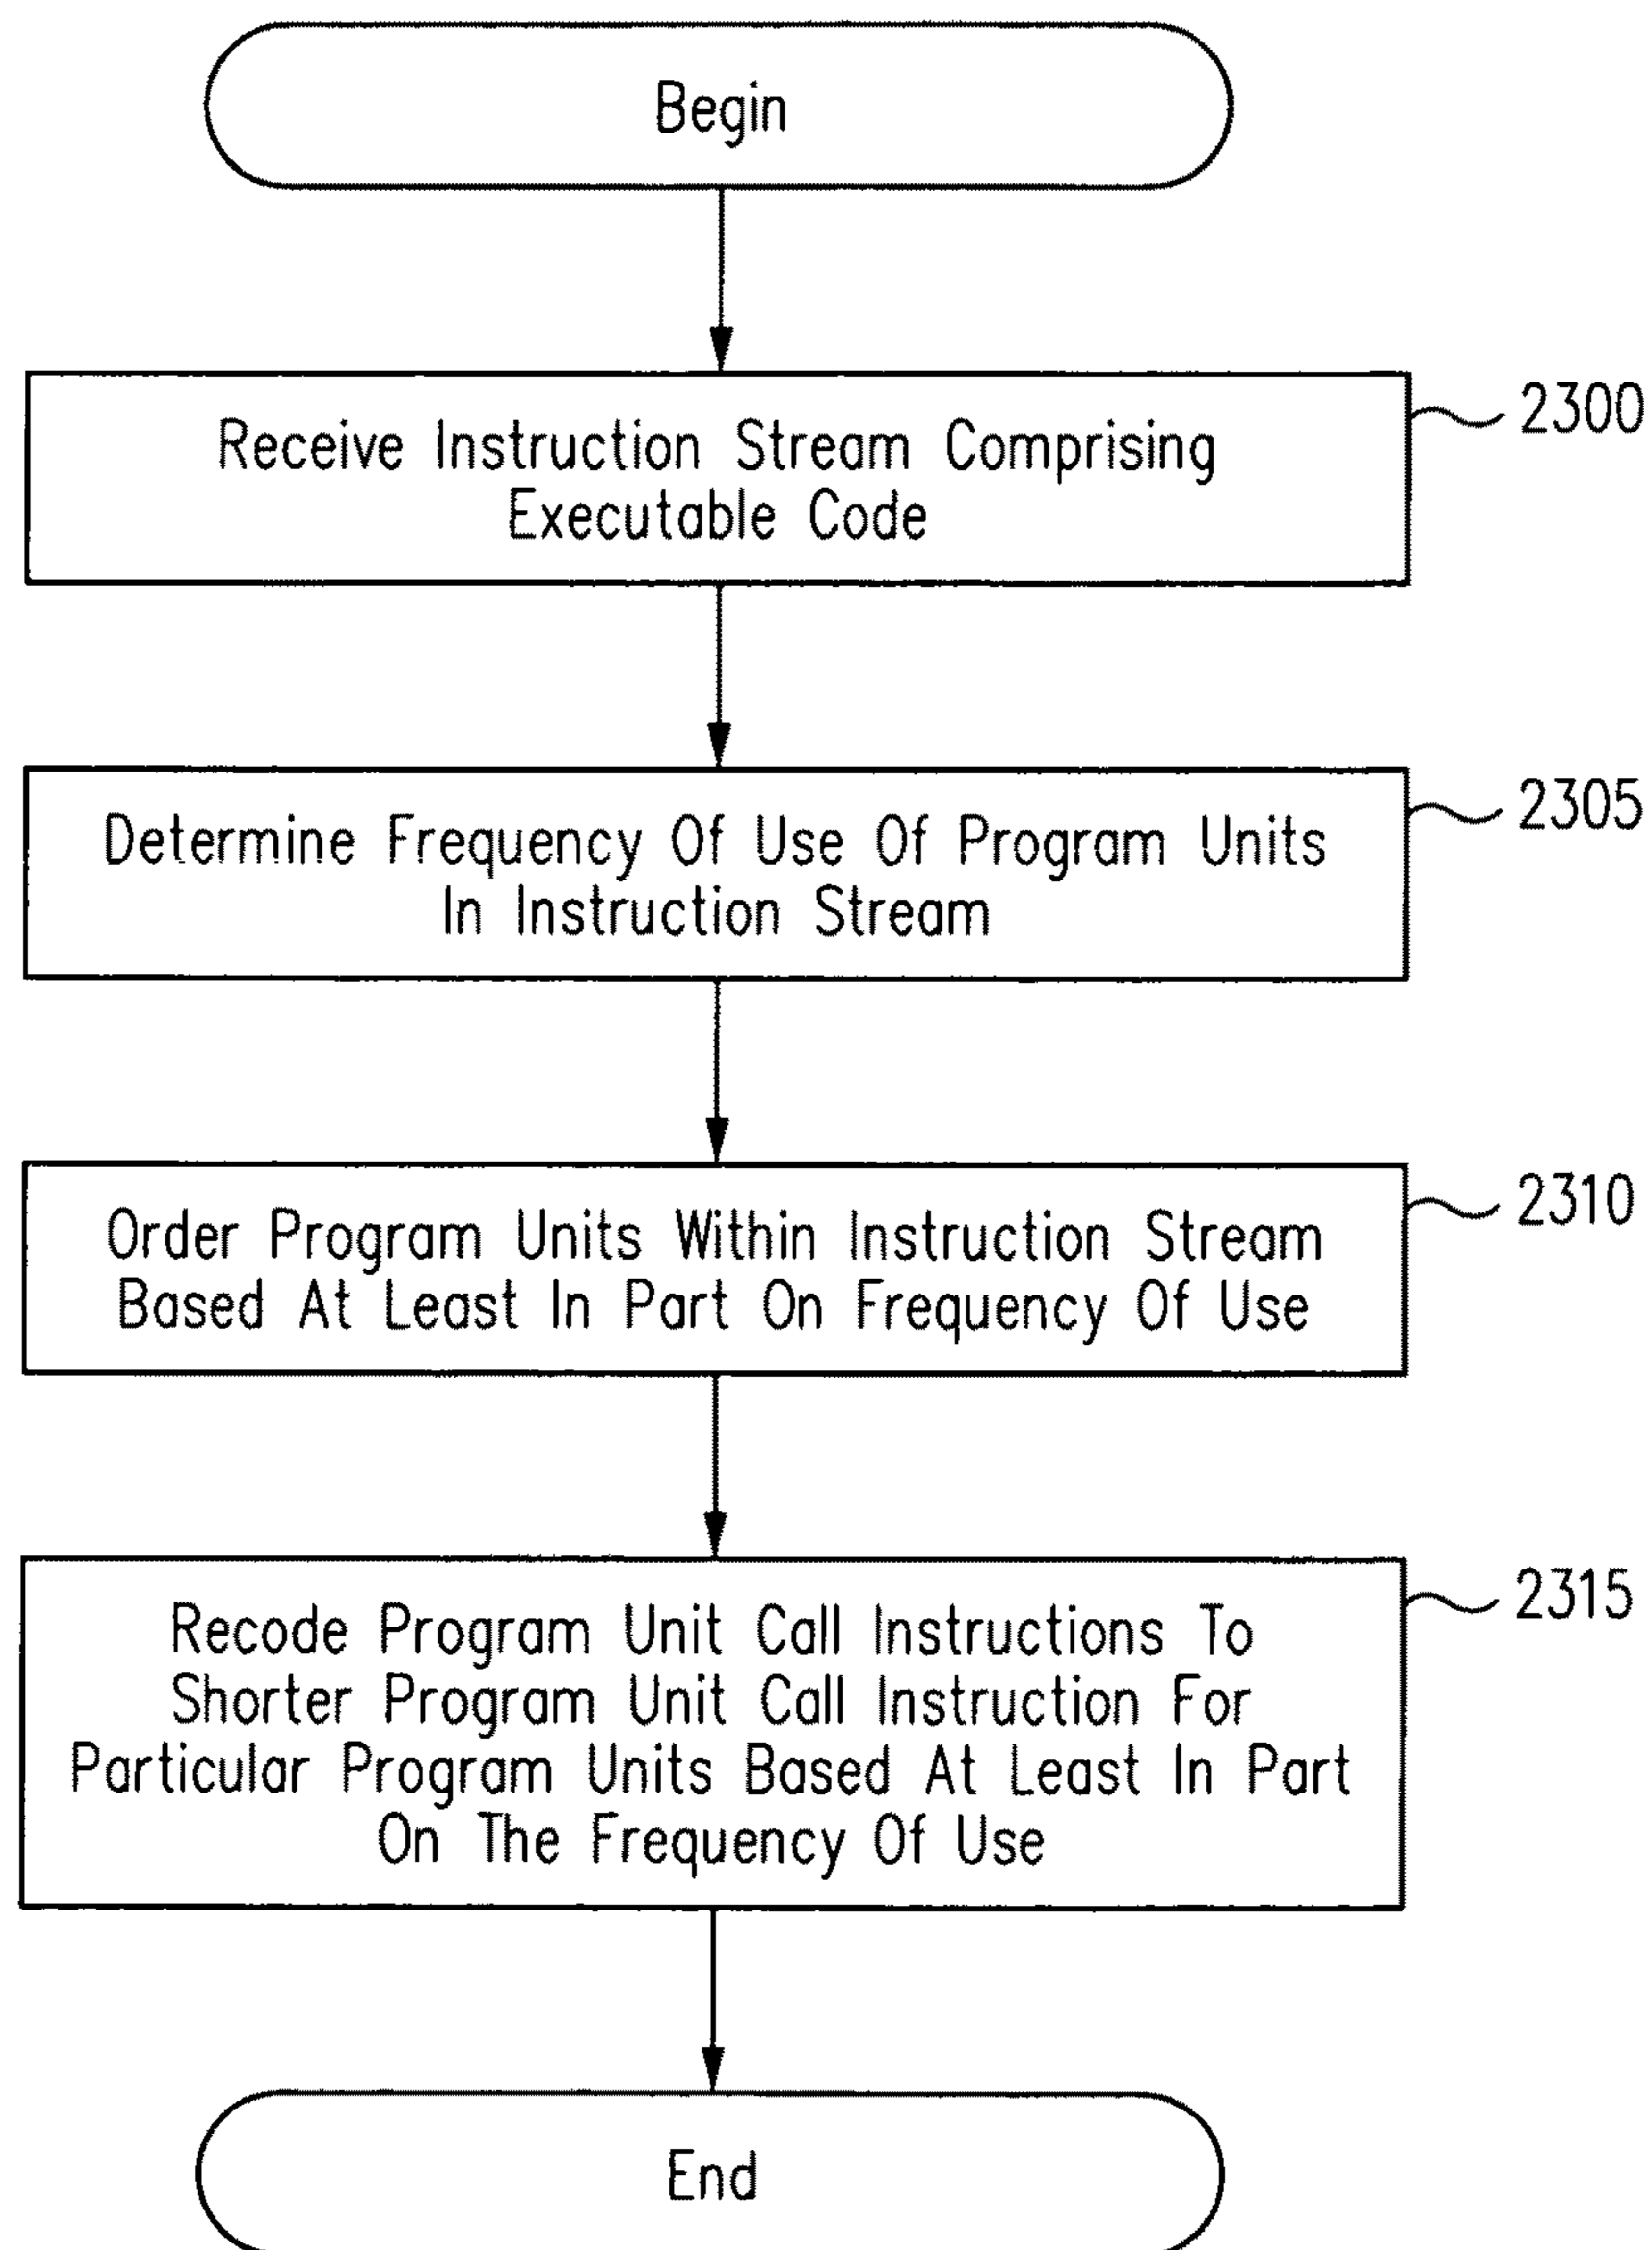 Begin
Receive Instruction Stream Comprising
Executable Code
2300
Determine Frequency Of Use Of Program Units
In Instruction Stream
2305
Order Program Units Within Instruction Stream
Based At Least In Part On Frequency Of Use
2310
Recode Program Unit Call Instructions To
Shorter Program Unit Call Instruction For
Particular Program Units Based At Least In Part
On The Frequency Of Use
2315
End